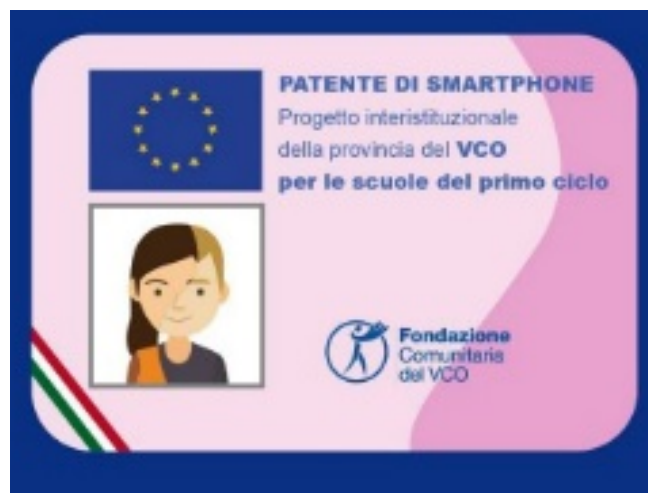 PATENTE DI SMARTPHONE
Progetto interistituzionale
della provincia del VCO
per le scuole del primo ciclo
Fondazione
Comunitaria
del VCO